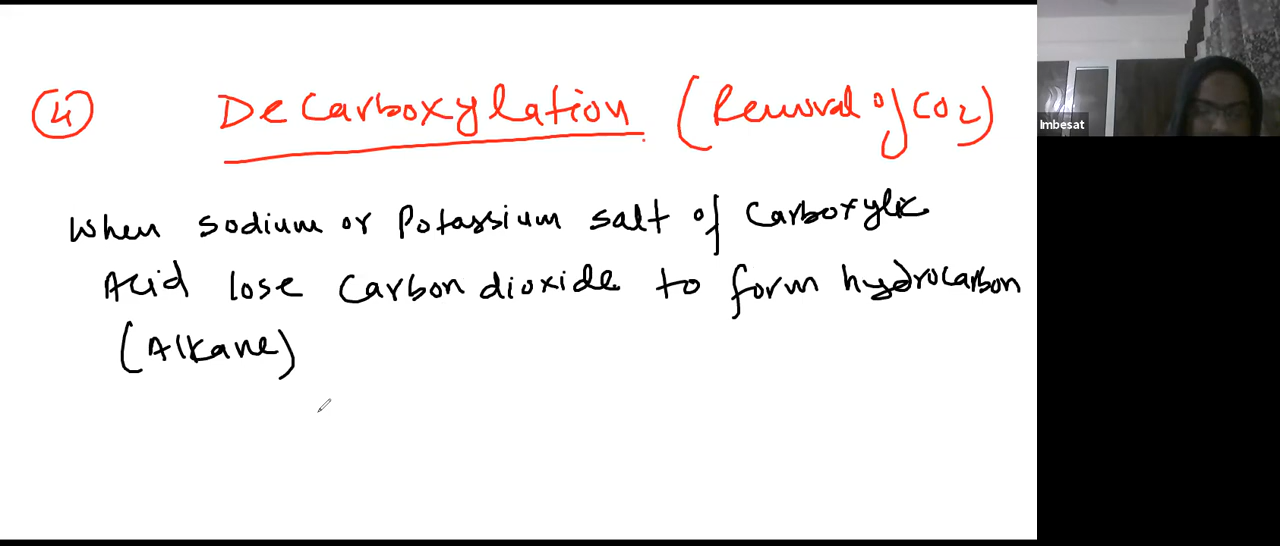 4 Decarboxylation (Removal of CO2)
Imbesat
When sodium or Potassium salt of Carboxylic
Acid lose Carbon dioxide to form hydrocarbon
(Alkane)